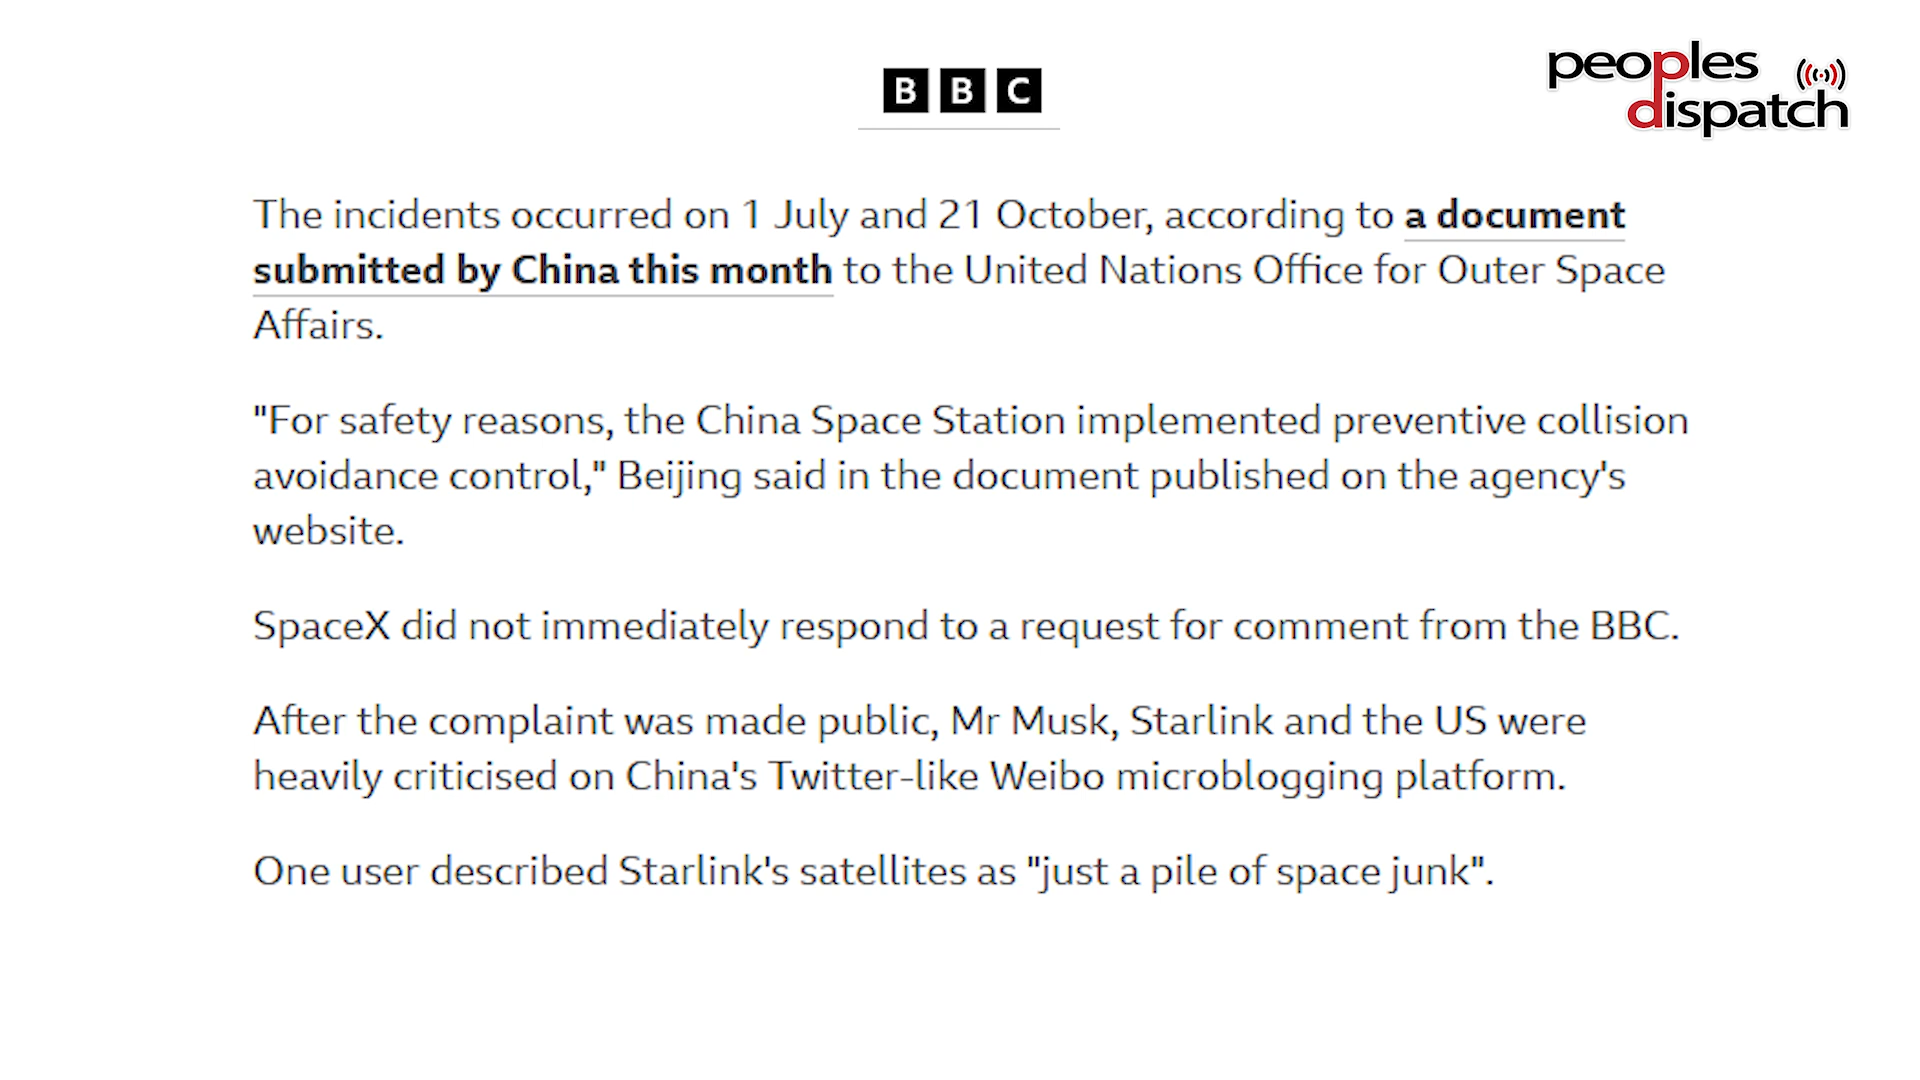 BBC
peoples
dispatch
The incidents occurred on 1 July and 21 October, according to a document
submitted by China this month to the United Nations Office for Outer Space
Affairs.
"For safety reasons, the China Space Station implemented preventive collision
avoidance control," Beijing said in the document published on the agency's
website.
SpaceX did not immediately respond to a request for comment from the BBC.
After the complaint was made public, Mr Musk, Starlink and the US were
heavily criticised on China's Twitter-like Weibo microblogging platform.
One user described Starlink's satellites as "just a pile of space junk".